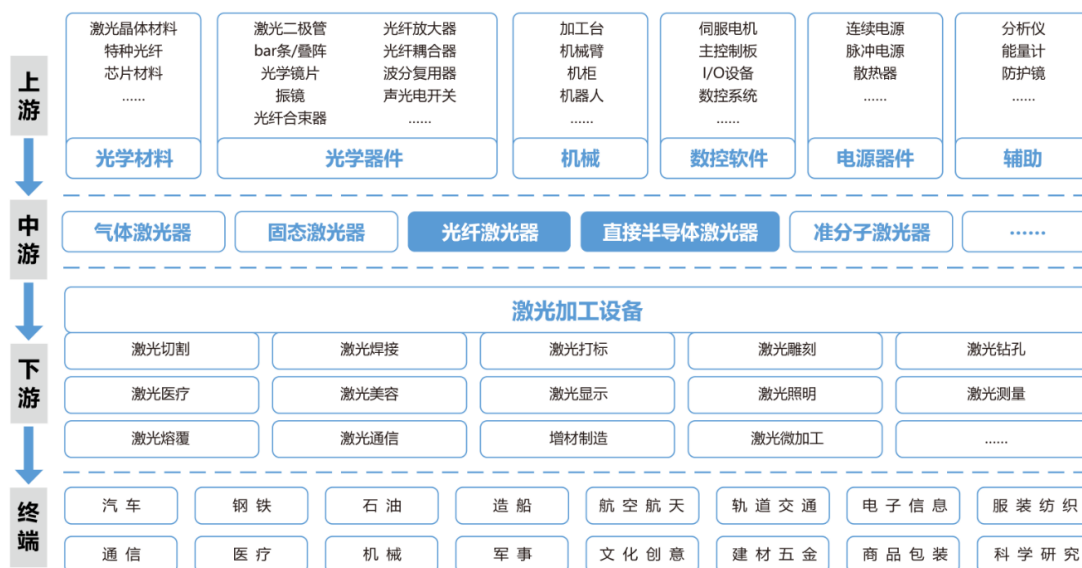 上游
激光晶体材料
特种光纤
芯片材料
......
光学材料
激光二极管 光纤放大器
bar条/叠阵 光纤耦合器
光学镜片 波分复用器
振镜 声光电开关
光纤合束器 ......
光学器件
加工台
机械臂
机柜
机器人
......
机械
伺服电机
主控制板
I/O设备
数控系统
......
数控软件
连续电源
脉冲电源
散热器
......
电源器件
分析仪
能量计
防护镜
......
辅助
中游
气体激光器 固态激光器 光纤激光器 直接半导体激光器 准分子激光器 ......
下游
激光加工设备
激光切割 激光焊接 激光打标 激光雕刻 激光钻孔
激光医疗 激光美容 激光显示 激光照明 激光测量
激光熔覆 激光通信 增材制造 激光微加工 ......
终端
汽车 钢铁 石油 造船 航空航天 轨道交通 电子信息 服装纺织
通信 医疗 机械 军事 文化创意 建材五金 商品包装 科学研究